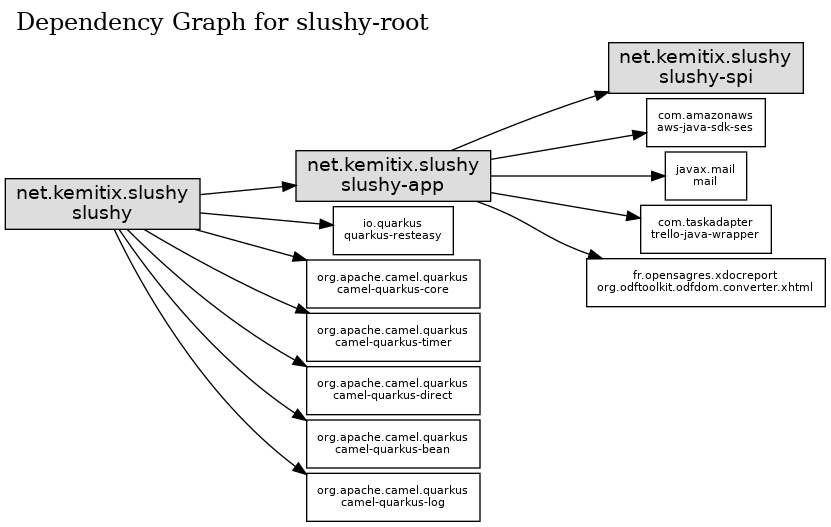 Dependency Graph for slushy-root
net.kemitix.slushy
slushy
net.kemitix.slushy
slushy-app
io.quarkus
quarkus-resteasy
org.apache.camel.quarkus
camel-quarkus-core
org.apache.camel.quarkus
camel-quarkus-timer
org.apache.camel.quarkus
camel-quarkus-direct
org.apache.camel.quarkus
camel-quarkus-bean
org.apache.camel.quarkus
camel-quarkus-log
net.kemitix.slushy
slushy-spi
com.amazonaws
aws-java-sdk-ses
javax.mail
mail
com.taskadapter
trello-java-wrapper
fr.opensagres.xdocreport
org.odftoolkit.odfdom.converter.xhtml